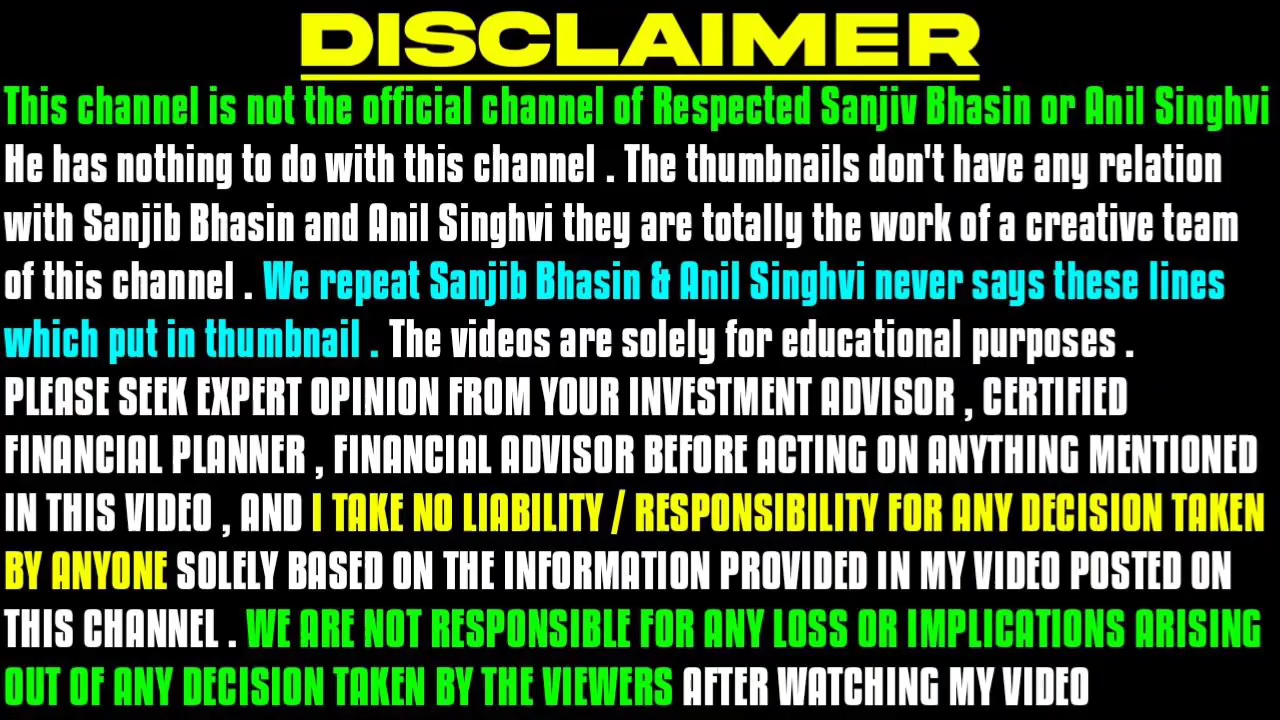 DISCLAIMER
This channel is not the official channel of Respected Sanjiv Bhasin or Anil Singhvi
He has nothing to do with this channel . The thumbnails don't have any relation
with Sanjib Bhasin and Anil Singhvi they are totally the work of a creative team
of this channel . We repeat Sanjib Bhasin & Anil Singhvi never says these lines
which put in thumbnail . The videos are solely for educational purposes .
PLEASE SEEK EXPERT OPINION FROM YOUR INVESTMENT ADVISOR , CERTIFIED
FINANCIAL PLANNER , FINANCIAL ADVISOR BEFORE ACTING ON ANYTHING MENTIONED
IN THIS VIDEO , AND I TAKE NO LIABILITY / RESPONSIBILITY FOR ANY DECISION TAKEN
BY ANYONE SOLELY BASED ON THE INFORMATION PROVIDED IN MY VIDEO POSTED ON
THIS CHANNEL . WE ARE NOT RESPONSIBLE FOR ANY LOSS OR IMPLICATIONS ARISING
OUT OF ANY DECISION TAKEN BY THE VIEWERS AFTER WATCHING MY VIDEO